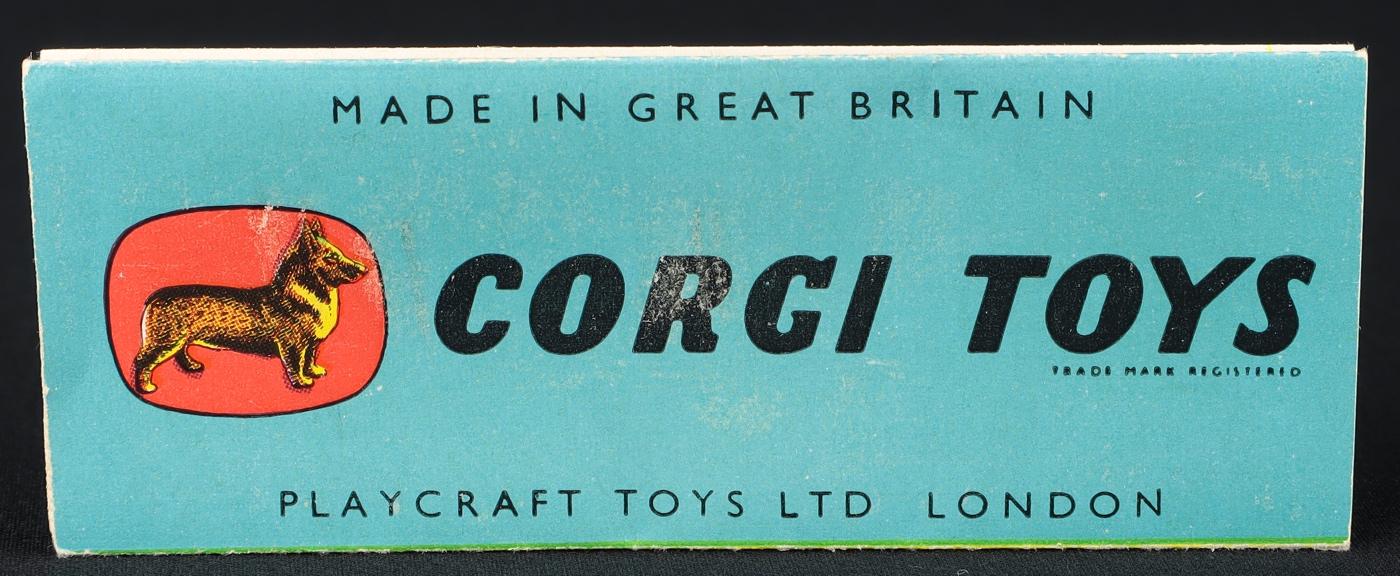 MADE IN GREAT BRITAIN
CORGI TOYS
TRADE MARK REGISTERED
PLAYCRAFT TOYS LTD LONDON